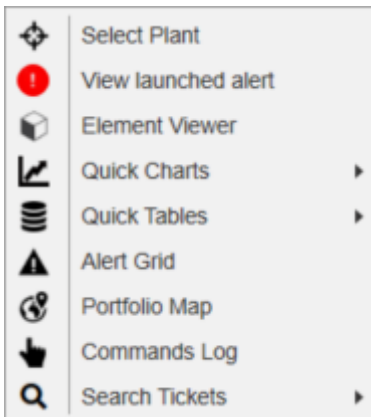 Select Plant
View launched alert
Element Viewer
Quick Charts
Quick Tables
Alert Grid
Portfolio Map
Commands Log
Search Tickets